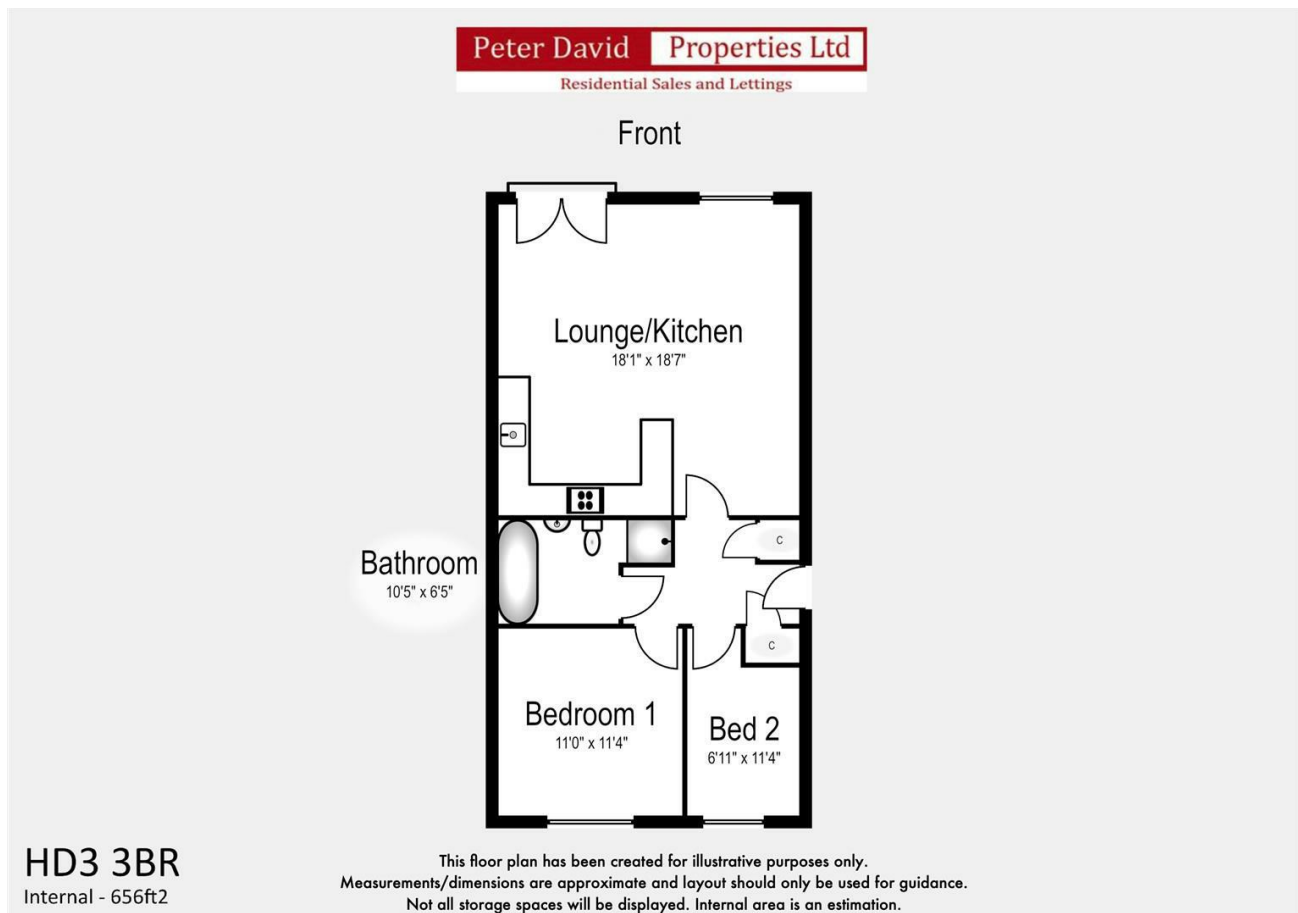 Peter David Properties Ltd
Residential Sales and Lettings
Front
Lounge/Kitchen
18'1" x 18'7"
Bathroom
10'5" x 6'5"
C
C
Bedroom 1
11'0" x 11'4"
Bed 2
6'11" x 11'4"
HD3 3BR
Internal - 656ft2
This floor plan has been created for illustrative purposes only.
Measurements/dimensions are approximate and layout should only be used for guidance.
Not all storage spaces will be displayed. Internal area is an estimation.